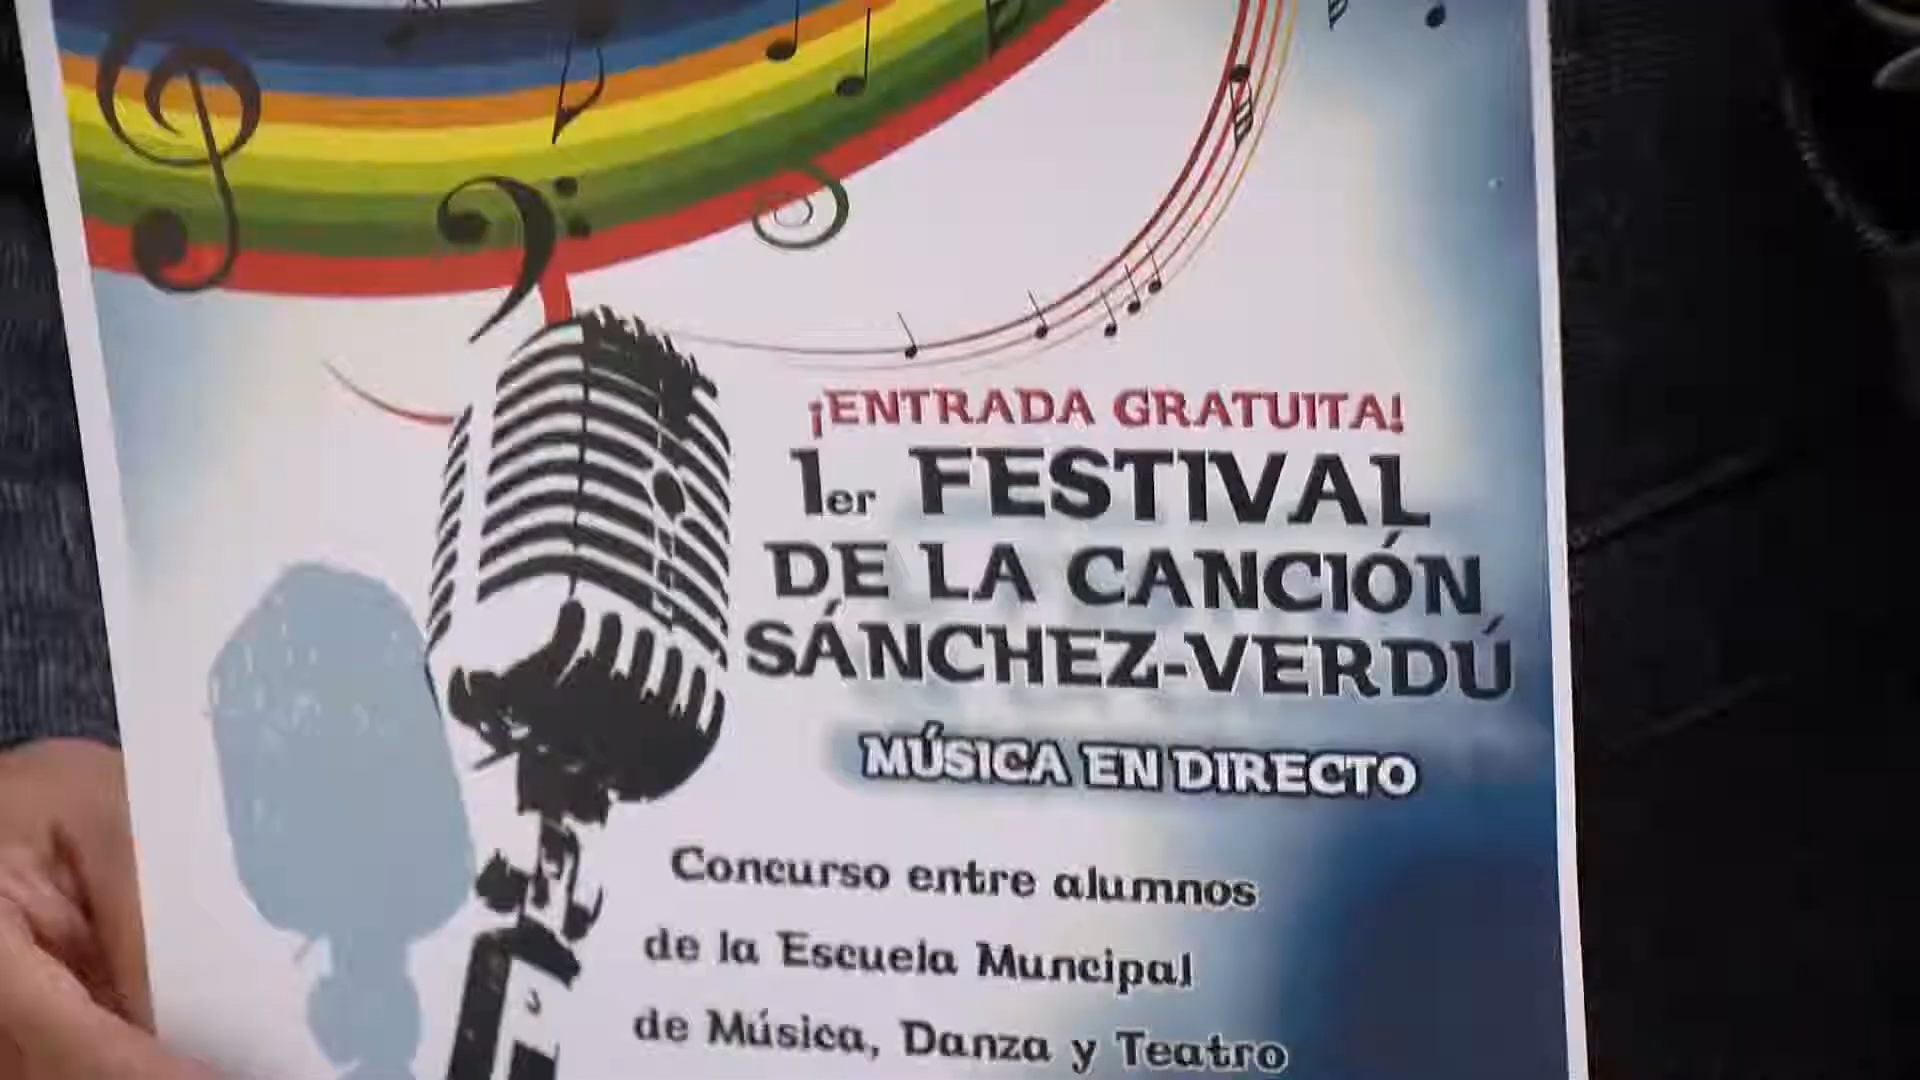 ¡ENTRADA GRATUITA!
1er FESTIVAL
DE LA CANCIÓN
SÁNCHEZ-VERDÚ
MÚSICA EN DIRECTO
Concurso entre alumnos
de la Escuela Muncipal
de Música, Danza y Teatro